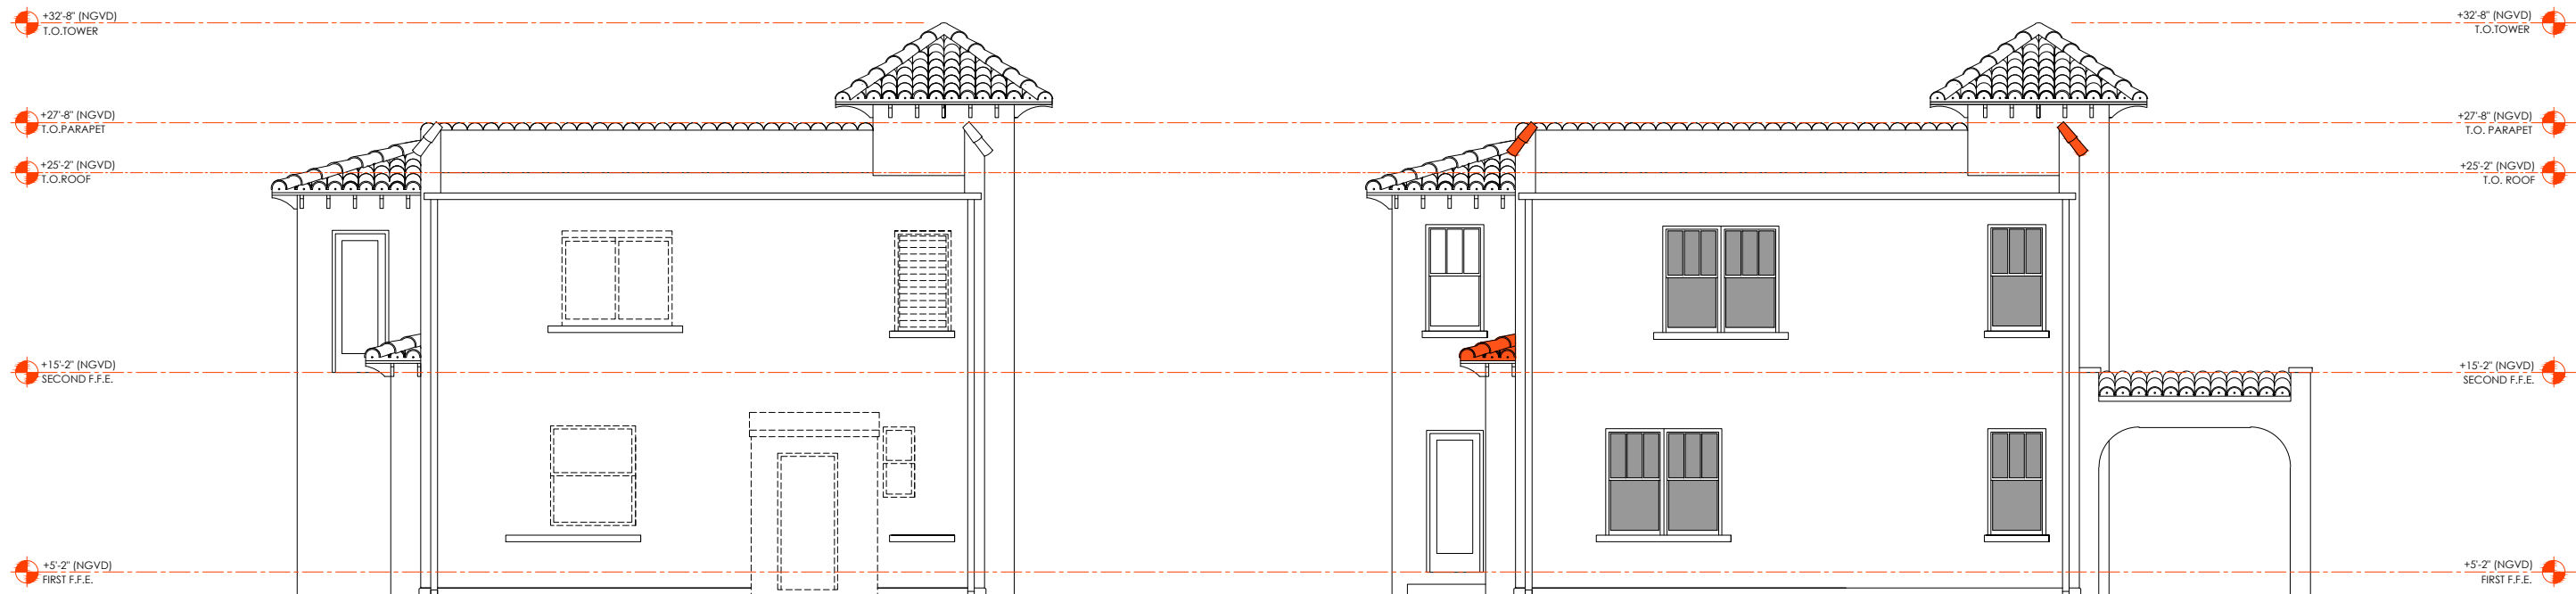 +32'-8" (NGVD)
T.O.TOWER
+27'-8" (NGVD)
T.O.PARAPET
+25'-2" (NGVD)
T.O.ROOF
+15'-2" (NGVD)
SECOND F.F.E.
+5'-2" (NGVD)
FIRST F.F.E.
+32'-8" (NGVD)
T.O.TOWER
+27'-8" (NGVD)
T.O. PARAPET
+25'-2" (NGVD)
T.O. ROOF
+15'-2" (NGVD)
SECOND F.F.E.
+5'-2" (NGVD)
FIRST F.F.E.